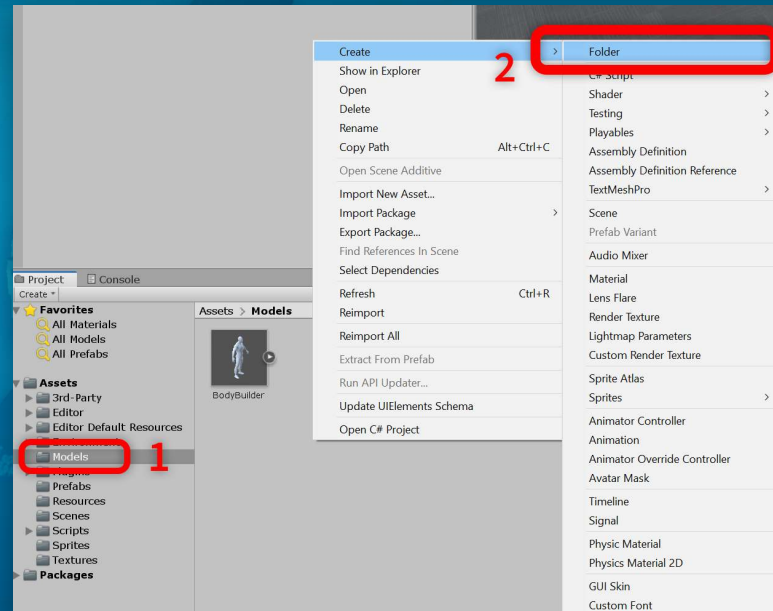 Create >
Show in Explorer
Open
Delete
Rename
Copy Path Alt+Ctrl+C
Open Scene Additive
Import New Asset...
Import Package >
Export Package...
Find References In Scene
Select Dependencies
Refresh Ctrl+R
Reimport
Reimport All
Extract From Prefab
Run API Updater...
Update UIElements Schema
Open C# Project
2
Folder
C# Script
Shader >
Testing >
Playables >
Assembly Definition
Assembly Definition Reference
TextMeshPro >
Scene
Prefab Variant
Audio Mixer
Material
Lens Flare
Render Texture
Lightmap Parameters
Custom Render Texture
Sprite Atlas
Sprites >
Animator Controller
Animation
Animator Override Controller
Avatar Mask
Timeline
Signal
Physic Material
Physics Material 2D
GUI Skin
Custom Font
Project Console
Create
Favorites
All Materials
All Models
All Prefabs
Assets
3rd-Party
Editor
Editor Default Resources
Models
1
Plugins
Prefabs
Resources
Scenes
Scripts
Sprites
Textures
Packages
Assets > Models
BodyBuilder